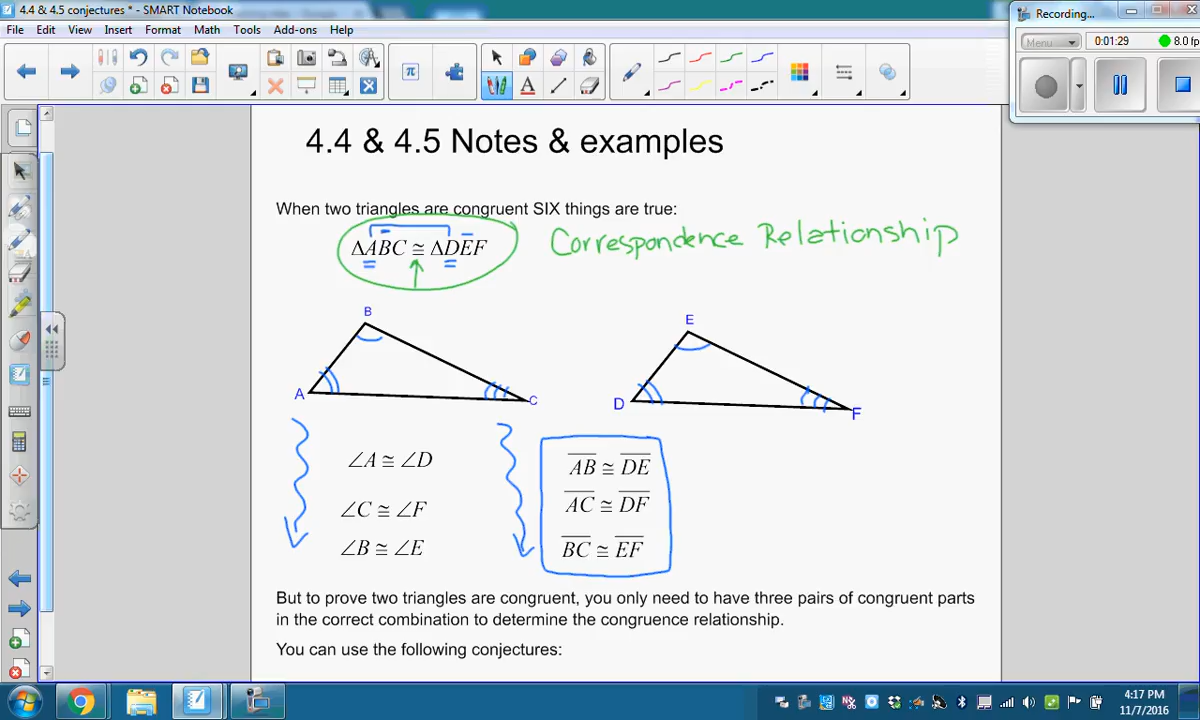 4.4 & 4.5 conjectures * - SMART Notebook
Recording...
File Edit View Insert Format Math Tools Add-ons Help
Menu 0:01:29 8.0 fp
4.4 & 4.5 Notes & examples
When two triangles are congruent SIX things are true:
ΔABC ≅ ΔDEF Correspondence Relationship
B E
A C D F
∠A ≅ ∠D AB ≅ DE
∠C ≅ ∠F AC ≅ DF
∠B ≅ ∠E BC ≅ EF
But to prove two triangles are congruent, you only need to have three pairs of congruent parts
in the correct combination to determine the congruence relationship.
You can use the following conjectures:
4:17 PM
11/7/2016